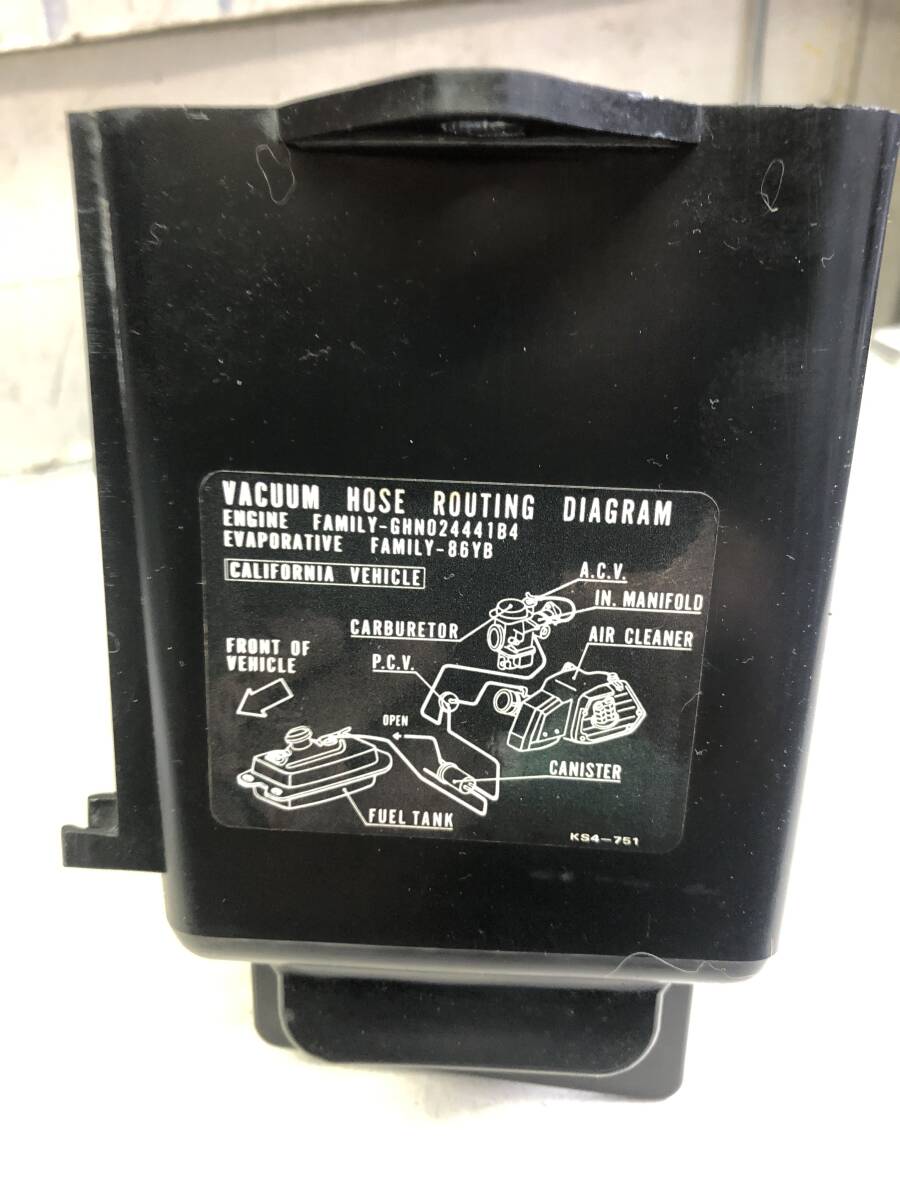 VACUUM HOSE ROUTING DIAGRAM
ENGINE FAMILY-GHN024441B4
EVAPORATIVE FAMILY-86YB
CALIFORNIA VEHICLE
A.C.V.
IN. MANIFOLD
CARBURETOR
AIR CLEANER
FRONT OF
VEHICLE
P.C.V.
OPEN
CANISTER
FUEL TANK
KS4-751